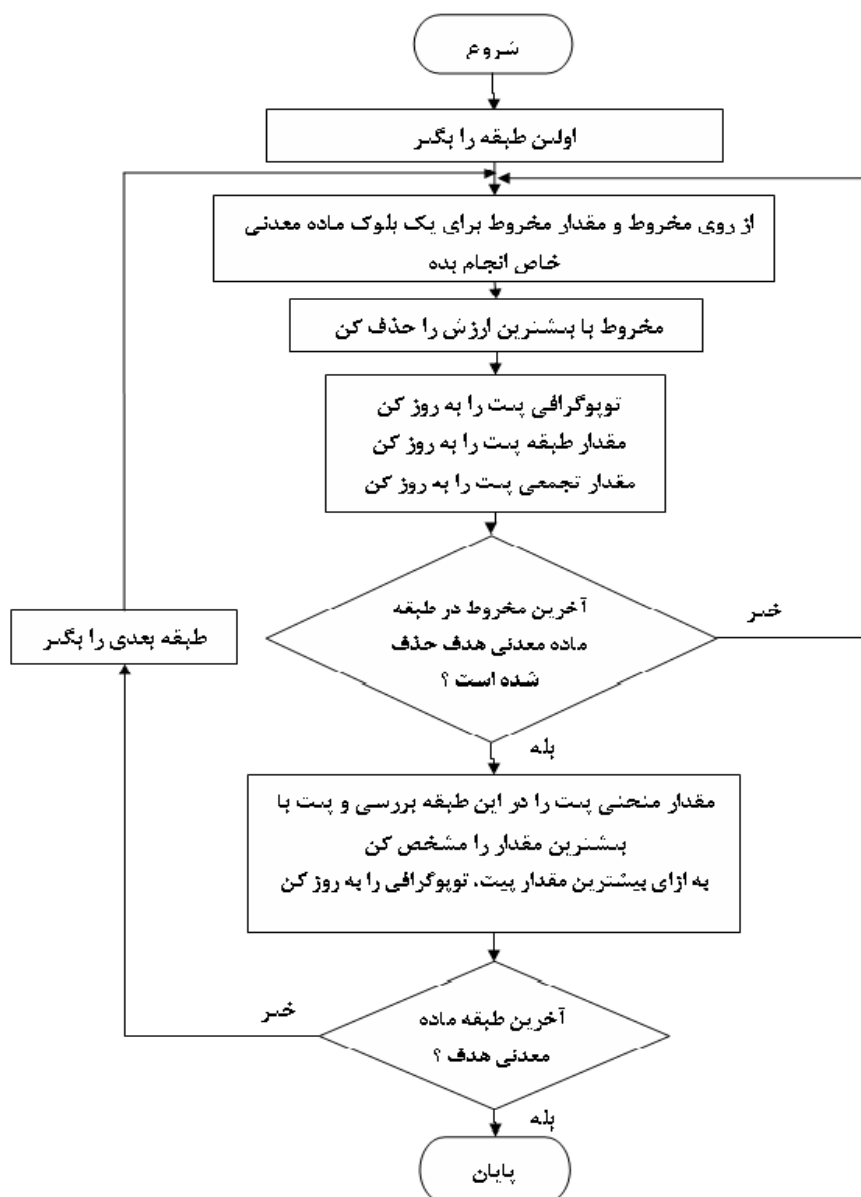 شروع
اولین طبقه را بگیر
از روی مخروط و مقدار مخروط برای یک بلوک ماده معدنی
خاص انجام بده
مخروط با بیشترین ارزش را حذف کن
توپوگرافی پیت را به روز کن
مقدار طبقه پیت را به روز کن
مقدار تجمعی پیت را به روز کن
آخرین مخروط در طبقه
ماده معدنی هدف حذف
شده است ؟
خیر
طبقه بعدی را بگیر
بله
مقدار منحنی پیت را در این طبقه بررسی و پیت با
بیشترین مقدار را مشخص کن
به ازای بیشترین مقدار پیت، توپوگرافی را به روز کن
خیر
آخرین طبقه ماده
معدنی هدف ؟
بله
پایان